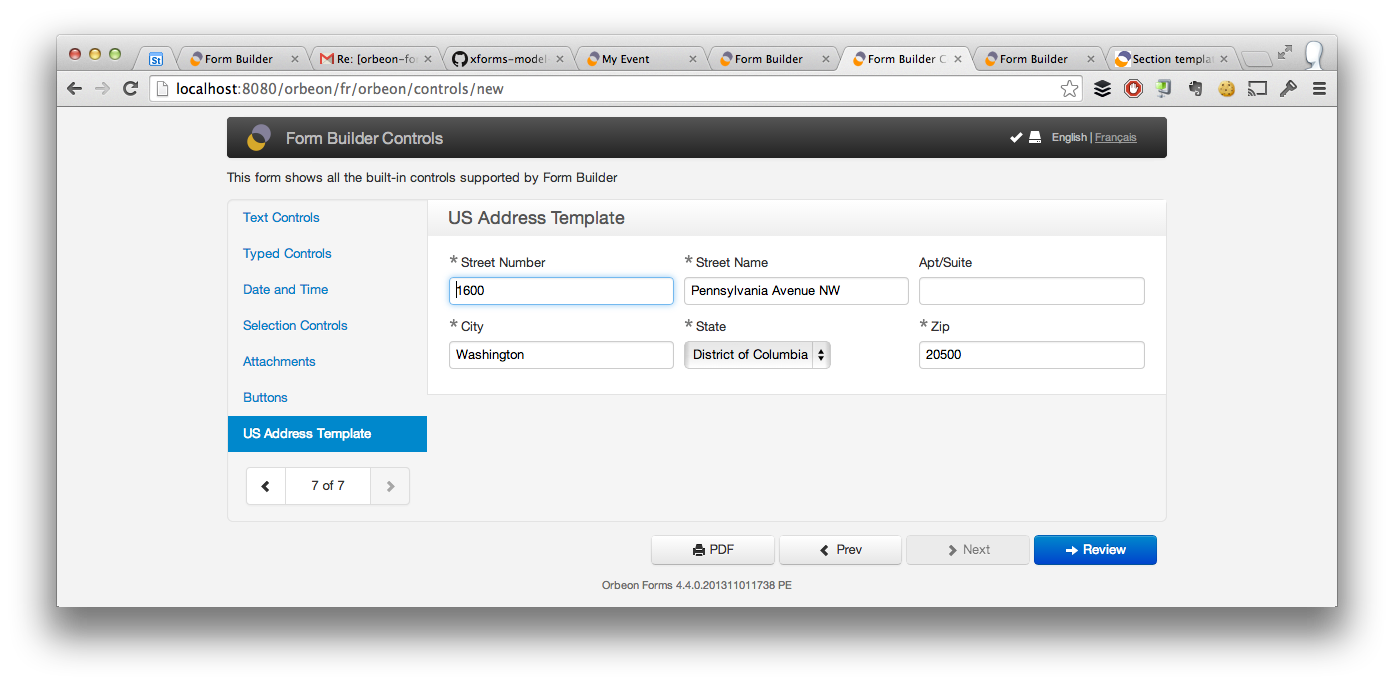 St Form Builder Re: [orbeon-fo xforms-model My Event Form Builder Form Builder C Form Builder Section templa
localhost:8080/orbeon/fr/orbeon/controls/new
Form Builder Controls English | Français
This form shows all the built-in controls supported by Form Builder
Text Controls
Typed Controls
Date and Time
Selection Controls
Attachments
Buttons
US Address Template
7 of 7
US Address Template
* Street Number * Street Name Apt/Suite
1600 Pennsylvania Avenue NW
* City * State * Zip
Washington District of Columbia 20500
PDF Prev Next Review
Orbeon Forms 4.4.0.201311011738 PE